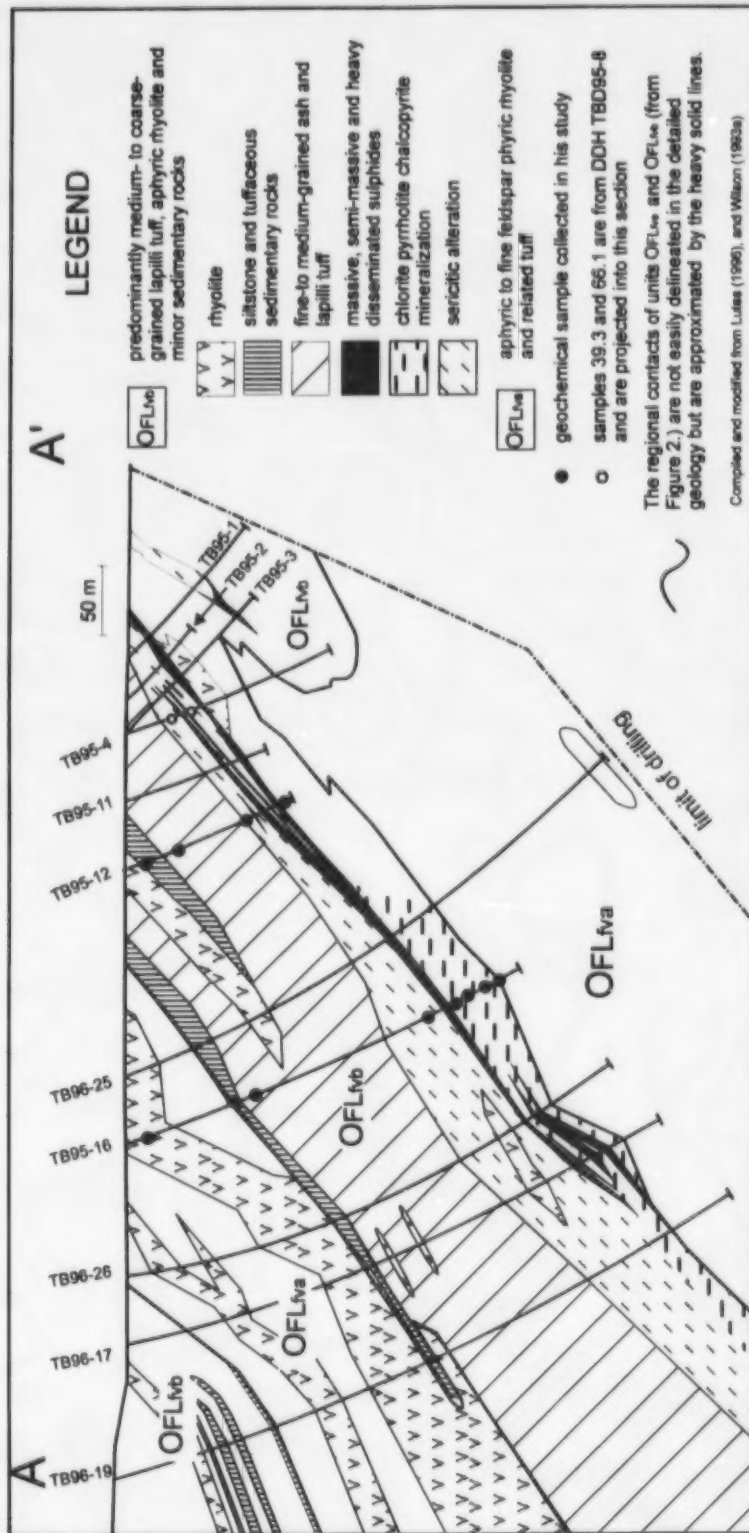 A
A'
LEGEND
TB96-19
TB96-17
TB96-26
TB95-16
TB96-25
TB95-12
TB95-11
TB95-4
50 m
TB95-1
TB95-2
TB95-3
OFLfvb
OFLfva
OFLfvb
OFLfvb
OFLfva
limit of drilling
OFLfvb
predominantly medium- to coarse-
grained lapilli tuff, aphyric rhyolite and
minor sedimentary rocks
rhyolite
siltstone and tuffaceous
sedimentary rocks
fine-to medium-grained ash and
lapilli tuff
massive, semi-massive and heavy
disseminated sulphides
chlorite pyrrhotite chalcopyrite
mineralization
sericitic alteration
OFLfva
aphyric to fine feldspar phyric rhyolite
and related tuff
geochemical sample collected in his study
samples 39.3 and 66.1 are from DDH TBD95-8
and are projected into this section
The regional contacts of units and (from
Figure 2.) are not easily delineated in the detailed
geology but are approximated by the heavy solid lines.
Compiled and modified from (1996), and Wilson (1993a)